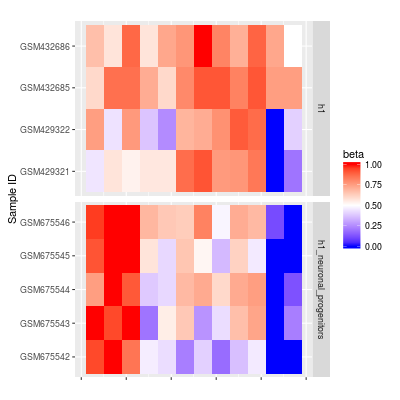 GSM432686
GSM432685
GSM429322
GSM429321
h1
GSM675546
GSM675545
GSM675544
GSM675543
GSM675542
h1_neuronal_progenitors
Sample ID
beta
1.00
0.75
0.50
0.25
0.00